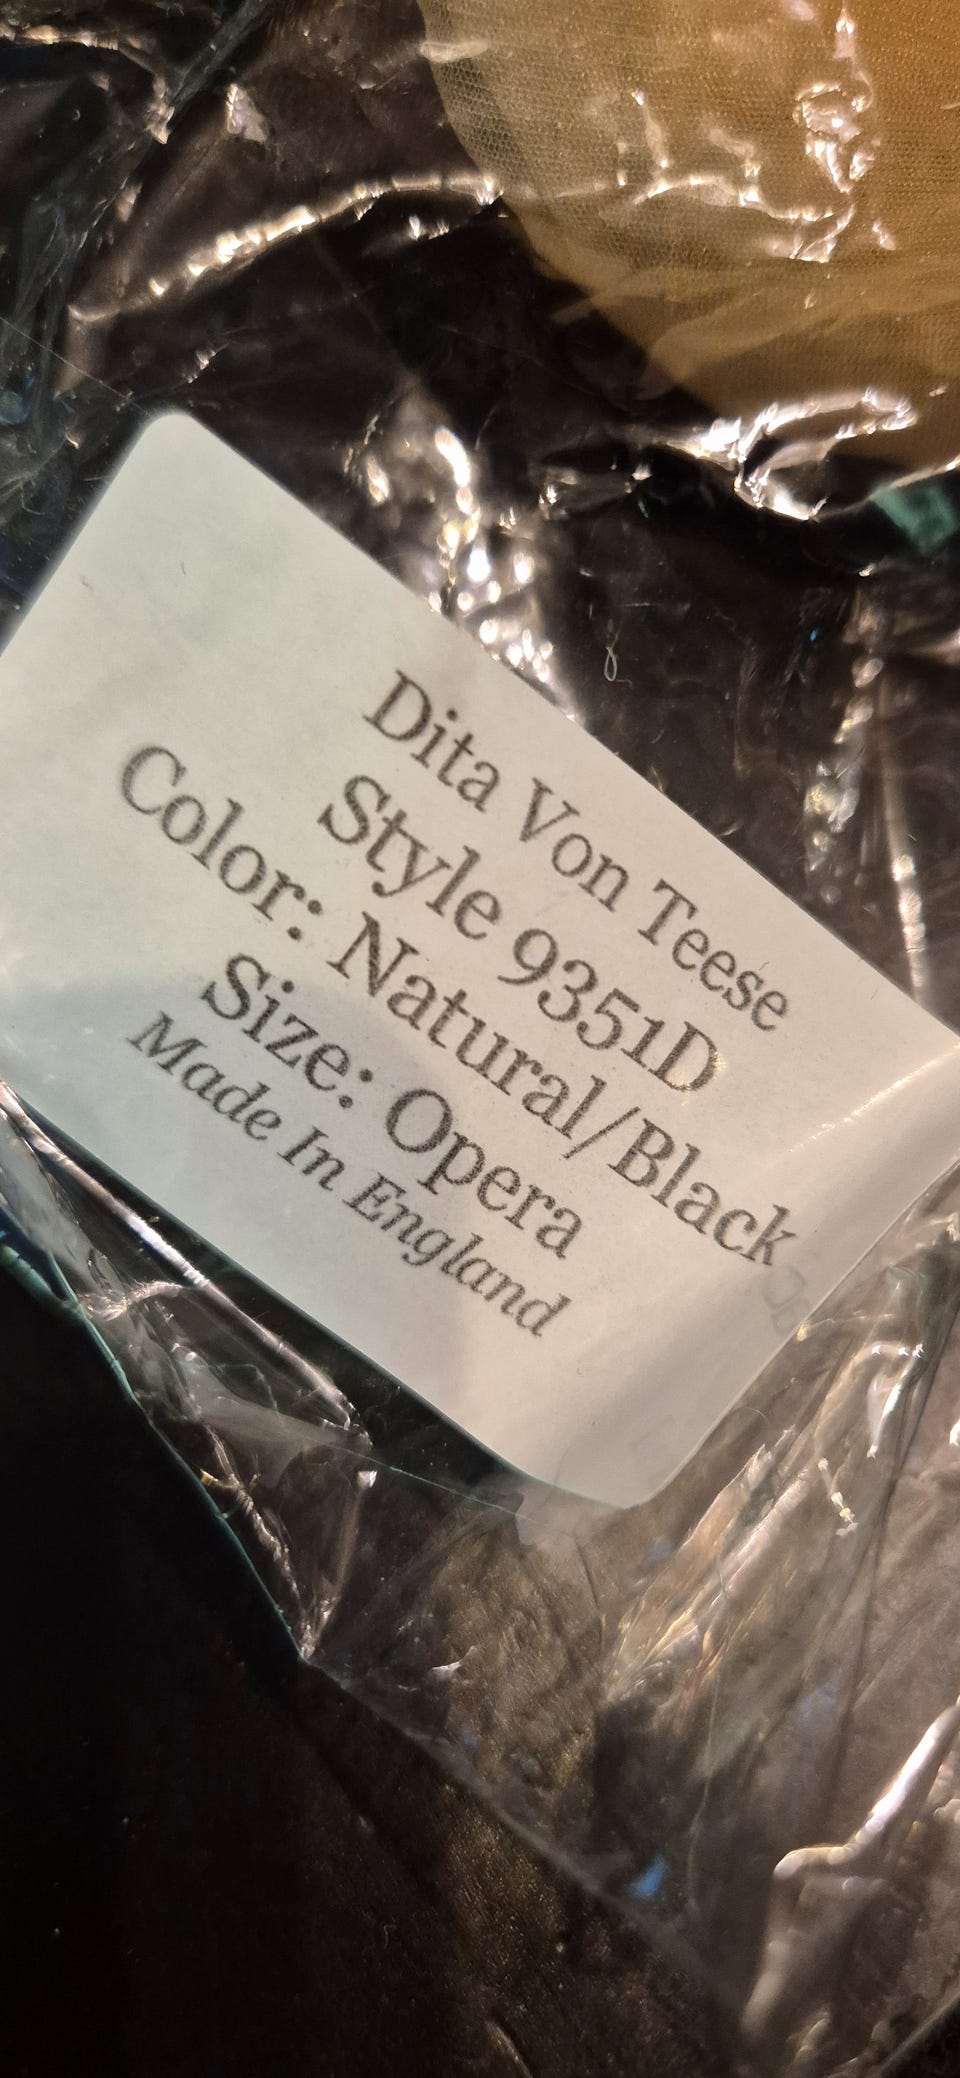 Dita Von Teese
Style 9351D
Color: Natural/Black
Size: Opera
Made In England